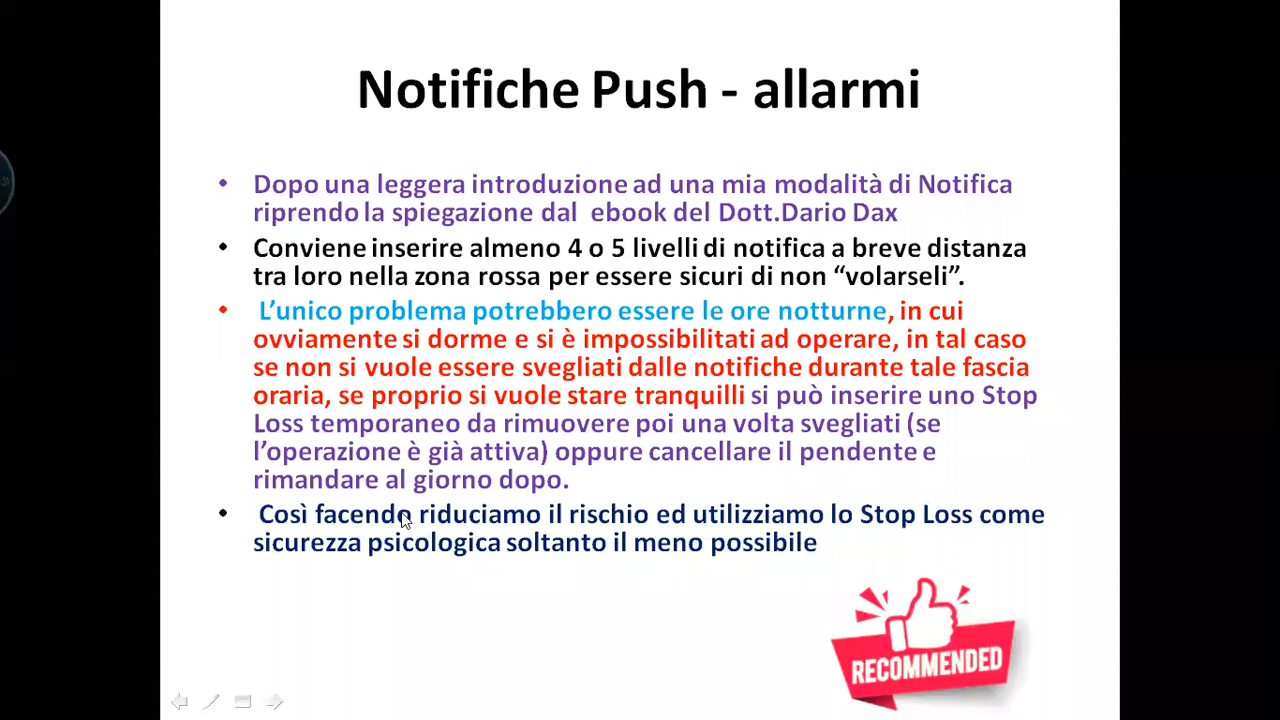 Notifiche Push - allarmi
• Dopo una leggera introduzione ad una mia modalità di Notifica
riprendo la spiegazione dal ebook del Dott.Dario Dax
• Conviene inserire almeno 4 o 5 livelli di notifica a breve distanza
tra loro nella zona rossa per essere sicuri di non “volarseli”.
• L’unico problema potrebbero essere le ore notturne, in cui
ovviamente si dorme e si è impossibilitati ad operare, in tal caso
se non si vuole essere svegliati dalle notifiche durante tale fascia
oraria, se proprio si vuole stare tranquilli si può inserire uno Stop
Loss temporaneo da rimuovere poi una volta svegliati (se
l’operazione è già attiva) oppure cancellare il pendente e
rimandare al giorno dopo.
• Così facendo riduciamo il rischio ed utilizziamo lo Stop Loss come
sicurezza psicologica soltanto il meno possibile
RECOMMENDED